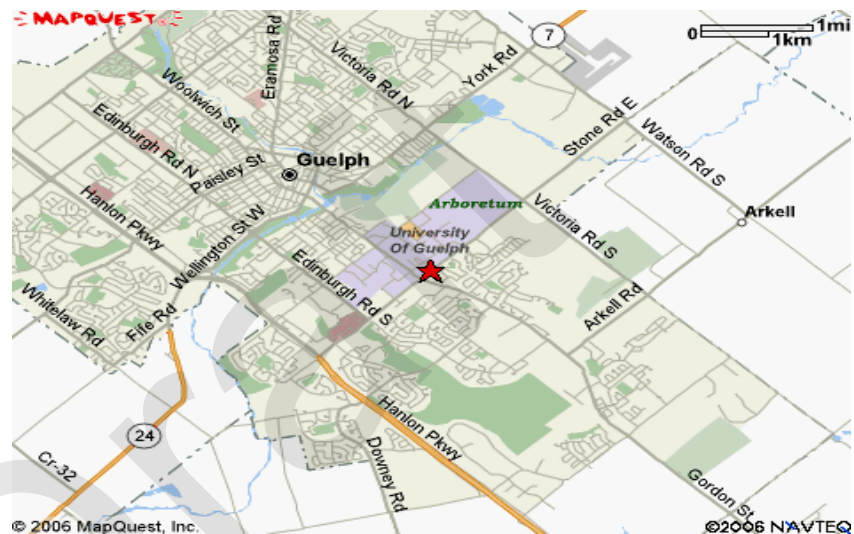 MAPQUEST
0
1mi
1km
7
Eramosa Rd
Victoria Rd N
York Rd
Woolwich St
Stone Rd E
Watson Rd S
Edinburgh Rd N
Paisley St
Guelph
Hanlon Pkwy
Arboretum
Victoria Rd S
Arkell
University
Of Guelph
Wellington St W
Edinburgh Rd S
Arkell Rd
Whitelaw Rd
Fife Rd
Hanlon Pkwy
24
Cr-32
Downey Rd
Gordon St
© 2006 MapQuest, Inc.
©2006 NAVTEQ